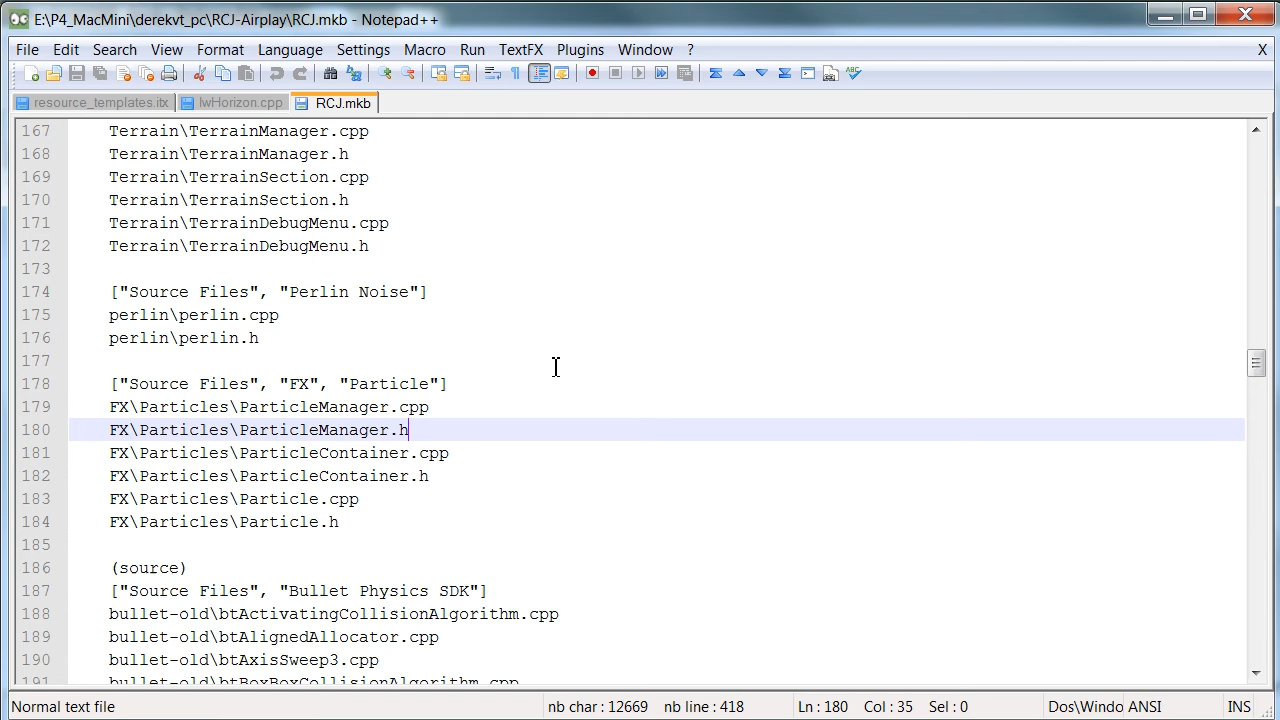 E:\P4_MacMini\derekvt_pc\RCJ-Airplay\RCJ.mkb - Notepad++
File Edit Search View Format Language Settings Macro Run TextFX Plugins Window ? X
resource_templates.itx lwHorizon.cpp RCJ.mkb
167 Terrain\TerrainManager.cpp
168 Terrain\TerrainManager.h
169 Terrain\TerrainSection.cpp
170 Terrain\TerrainSection.h
171 Terrain\TerrainDebugMenu.cpp
172 Terrain\TerrainDebugMenu.h
173
174 ["Source Files", "Perlin Noise"]
175 perlin\perlin.cpp
176 perlin\perlin.h
177
178 ["Source Files", "FX", "Particle"]
179 FX\Particles\ParticleManager.cpp
180 FX\Particles\ParticleManager.h
181 FX\Particles\ParticleContainer.cpp
182 FX\Particles\ParticleContainer.h
183 FX\Particles\Particle.cpp
184 FX\Particles\Particle.h
185
186 (source)
187 ["Source Files", "Bullet Physics SDK"]
188 bullet-old\btActivatingCollisionAlgorithm.cpp
189 bullet-old\btAlignedAllocator.cpp
190 bullet-old\btAxisSweep3.cpp
191 bullet-old\btBoxBoxCollisionAlgorithm.cpp
Normal text file nb char : 12669 nb line : 418 Ln : 180 Col : 35 Sel : 0 Dos\Windo ANSI INS